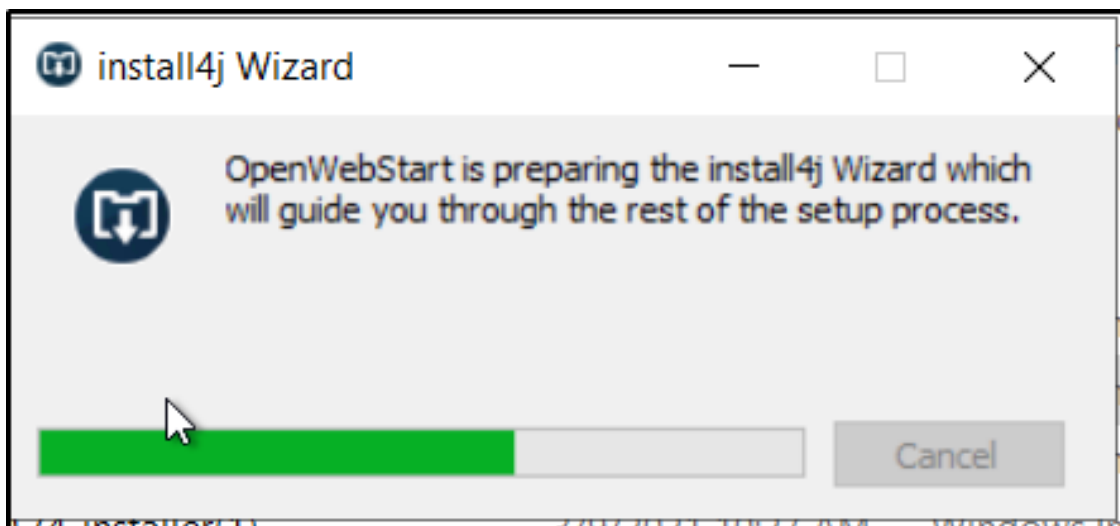 install4j Wizard
OpenWebStart is preparing the install4j Wizard which
will guide you through the rest of the setup process.
Cancel